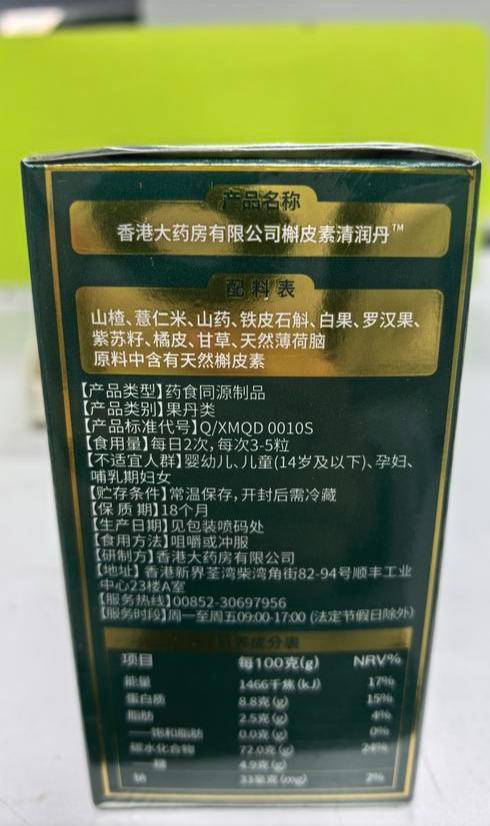 产品名称
香港大药房有限公司槲皮素清润丹™
配料表
山楂、薏仁米、山药、铁皮石斛、白果、罗汉果、
紫苏籽、橘皮、甘草、天然薄荷脑
原料中含有天然槲皮素
【产品类型】药食同源制品
【产品类别】果丹类
【产品标准代号】Q/XMQD 0010S
【食用量】每日2次，每次3-5粒
【不适宜人群】婴幼儿、儿童(14岁及以下)、孕妇、
哺乳期妇女
【贮存条件】常温保存，开封后需冷藏
【保 质 期】18个月
【生产日期】见包装喷码处
【食用方法】咀嚼或冲服
【研制方】香港大药房有限公司
【地址】香港新界荃湾柴湾角街82-94号顺丰工业
中心23楼A室
【服务热线】00852-30697956
【服务时段】周一至周五09:00-17:00 (法定节假日除外)
营养成分表
项目 每100克(g) NRV%
能量 1466千焦(kJ) 17%
蛋白质 8.8克(g) 15%
脂肪 2.5克(g) 4%
——饱和脂肪 0.0克(g) 0%
碳水化合物 72.0克(g) 24%
——糖 4.9克(g)
钠 33毫克(mg) 2%